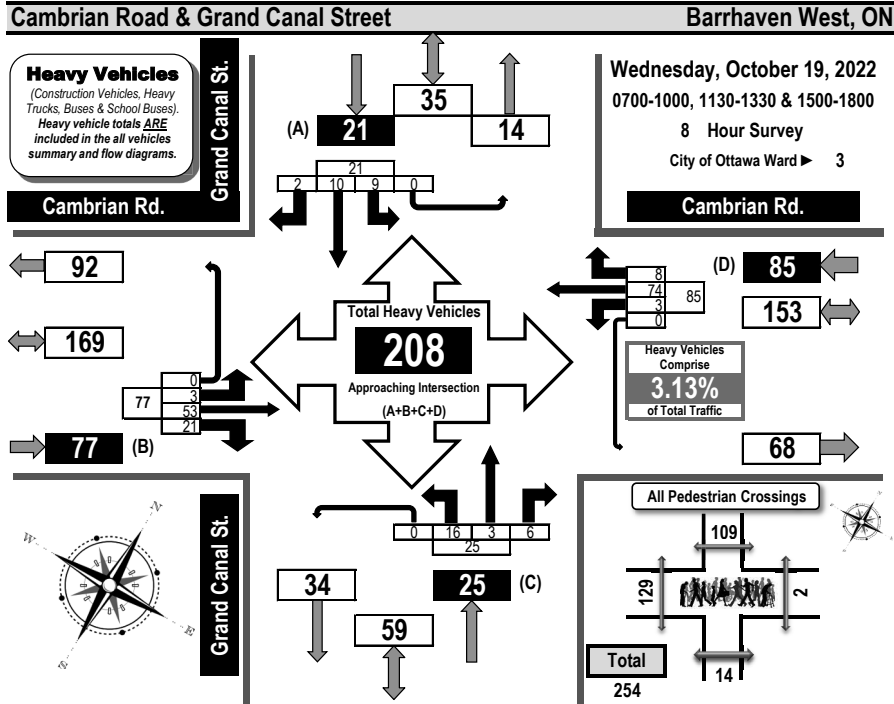 Cambrian Road & Grand Canal Street Barrhaven West, ON
Heavy Vehicles
(Construction Vehicles, Heavy
Trucks, Buses & School Buses).
Heavy vehicle totals ARE
included in the all vehicles
summary and flow diagrams.
Grand Canal St.
Cambrian Rd.
35
(A) 21
14
21
2 10 9 0
Wednesday, October 19, 2022
0700-1000, 1130-1330 & 1500-1800
8 Hour Survey
City of Ottawa Ward ► 3
Cambrian Rd.
92
169
0
3
53
21
77
77 (B)
Total Heavy Vehicles
208
Approaching Intersection
(A+B+C+D)
8
74
3
0
85
(D) 85
153
Heavy Vehicles
Comprise
3.13%
of Total Traffic
68
N
W
E
S
Grand Canal St.
0 16 3 6
25
34
25 (C)
59
All Pedestrian Crossings
109
129
2
14
Total
254